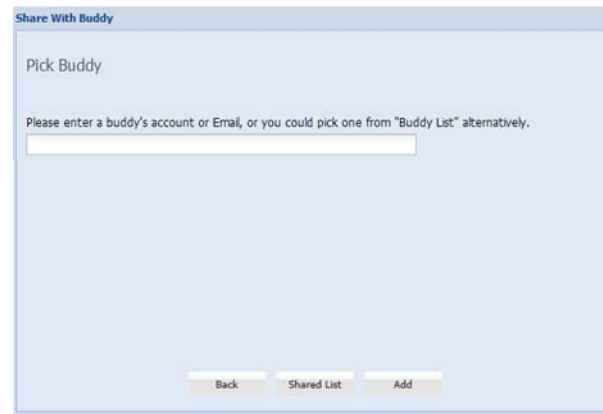 Share With Buddy
Pick Buddy
Please enter a buddy's account or Email, or you could pick one from "Buddy List" alternatively.
Back Shared List Add